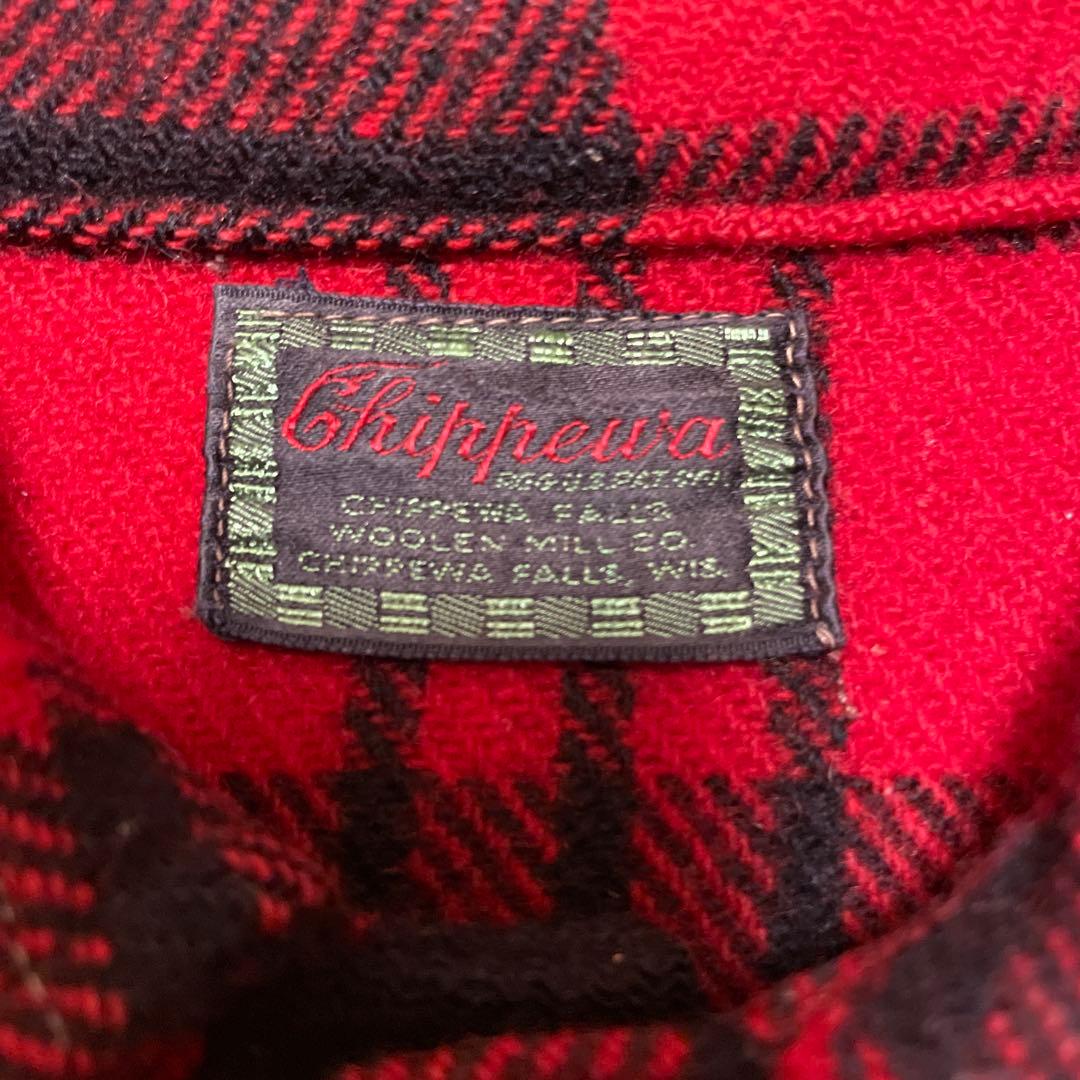 Chippewa
REG.U.S.PAT.OFF.
CHIPPEWA FALLS
WOOLEN MILL CO.
CHIPPEWA FALLS, WIS.